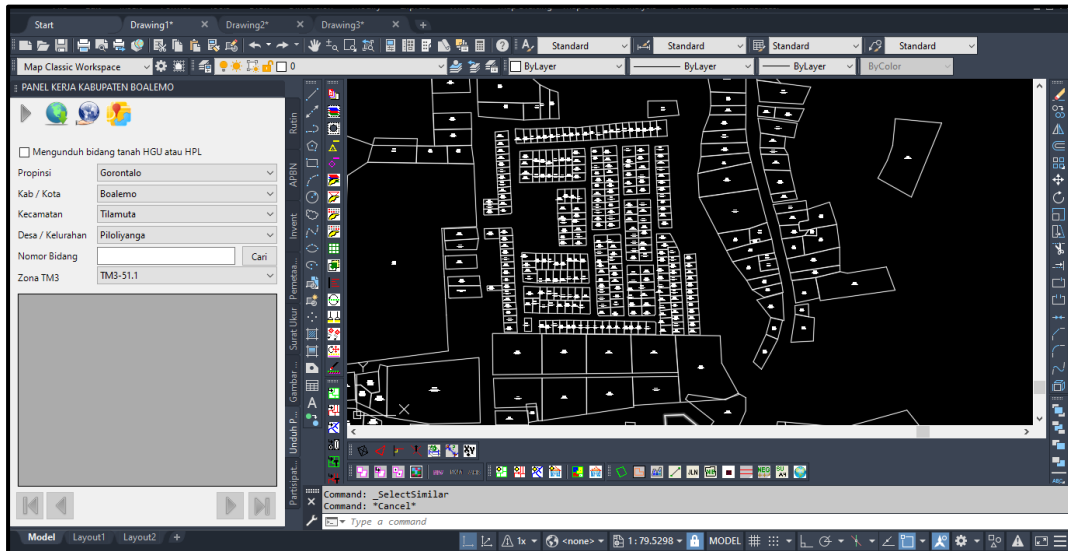 Start Drawing1* Drawing2* Drawing3*
Standard Standard Standard Standard
Map Classic Workspace 0 ByLayer ByLayer ByLayer ByColor
PANEL KERJA KABUPATEN BOALEMO
Mengunduh bidang tanah HGU atau HPL
Propinsi Gorontalo
Kab / Kota Boalemo
Kecamatan Tilamuta
Desa / Kelurahan Piloliyanga
Nomor Bidang Cari
Zona TM3 TM3-51.1
Rutin
APBN
Invent
Pemetaa...
Surat Ukur
Gambar ...
Unduh P...
Partisipat...
Command: _SelectSimilar
Command: *Cancel*
Type a command
Model Layout1 Layout2 +
1x <none> 1:79.5298 MODEL